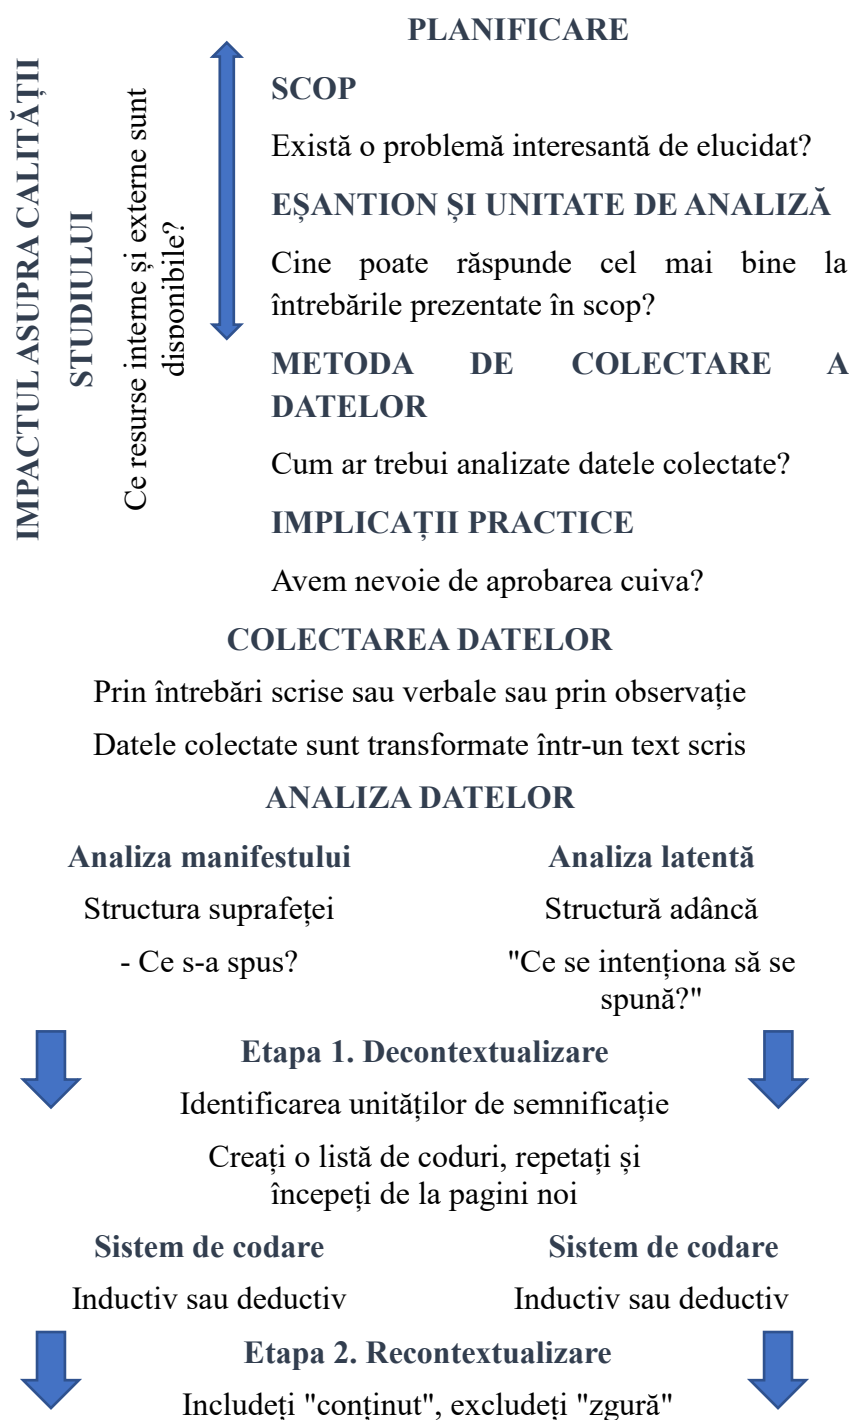 IMPACTUL ASUPRA CALITĂȚII
STUDIULUI
Ce resurse interne și externe sunt
disponibile?
PLANIFICARE
SCOP
Există o problemă interesantă de elucidat?
EȘANTION ȘI UNITATE DE ANALIZĂ
Cine poate răspunde cel mai bine la
întrebările prezentate în scop?
METODA DE COLECTARE A
DATELOR
Cum ar trebui analizate datele colectate?
IMPLICAȚII PRACTICE
Avem nevoie de aprobarea cuiva?
COLECTAREA DATELOR
Prin întrebări scrise sau verbale sau prin observație
Datele colectate sunt transformate într-un text scris
ANALIZA DATELOR
Analiza manifestului
Structura suprafeței
- Ce s-a spus?
Analiza latentă
Structură adâncă
"Ce se intenționa să se
spună?"
Etapa 1. Decontextualizare
Identificarea unităților de semnificație
Creați o listă de coduri, repetați și
începeți de la pagini noi
Sistem de codare
Inductiv sau deductiv
Sistem de codare
Inductiv sau deductiv
Etapa 2. Recontextualizare
Includeți "conținut", excludeți "zgură"